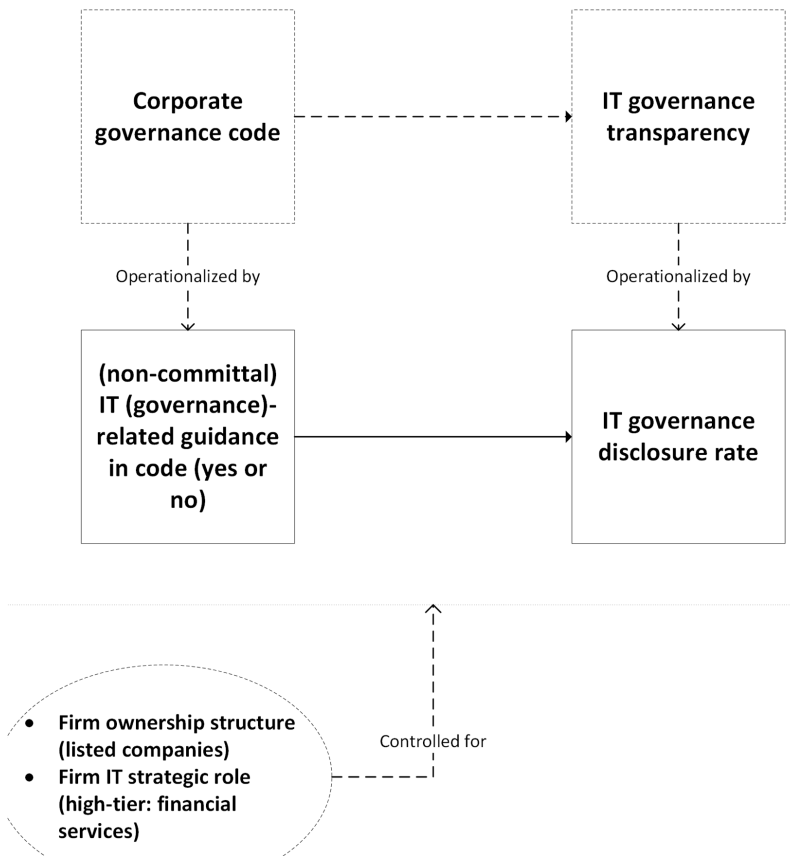 Corporate
governance code
IT governance
transparency
Operationalized by
Operationalized by
(non-committal)
IT (governance)-
related guidance
in code (yes or
no)
IT governance
disclosure rate
Controlled for
• Firm ownership structure
(listed companies)
• Firm IT strategic role
(high-tier: financial
services)